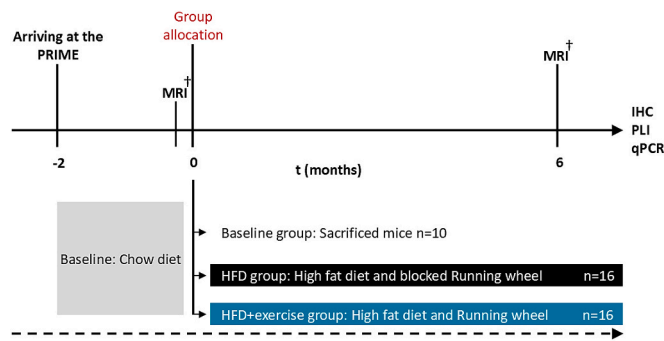 Group
allocation
Arriving at the
PRIME
MRI†
MRI†
IHC
PLI
qPCR
-2
0
t (months)
6
Baseline: Chow diet
Baseline group: Sacrificed mice n=10
HFD group: High fat diet and blocked Running wheel n=16
HFD+exercise group: High fat diet and Running wheel n=16